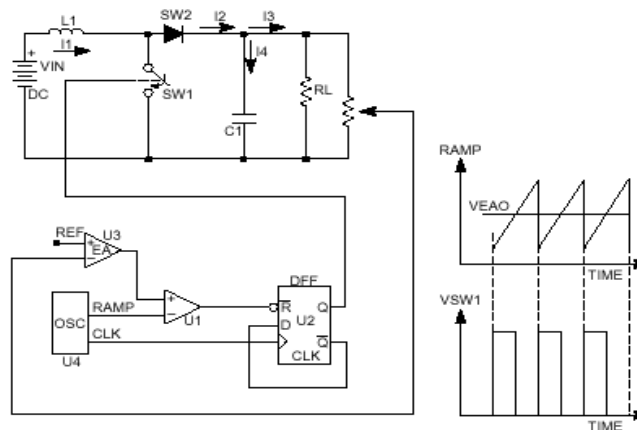 SW2
L1
I1
I2
I3
I4
+
VIN
DC
SW1
C1
RL
RAMP
VEAO
TIME
REF
U3
+
EA
−
DFF
RAMP
OSC
CLK
U4
+
−
U1
R
Q
D
U2
Q
CLK
VSW1
TIME